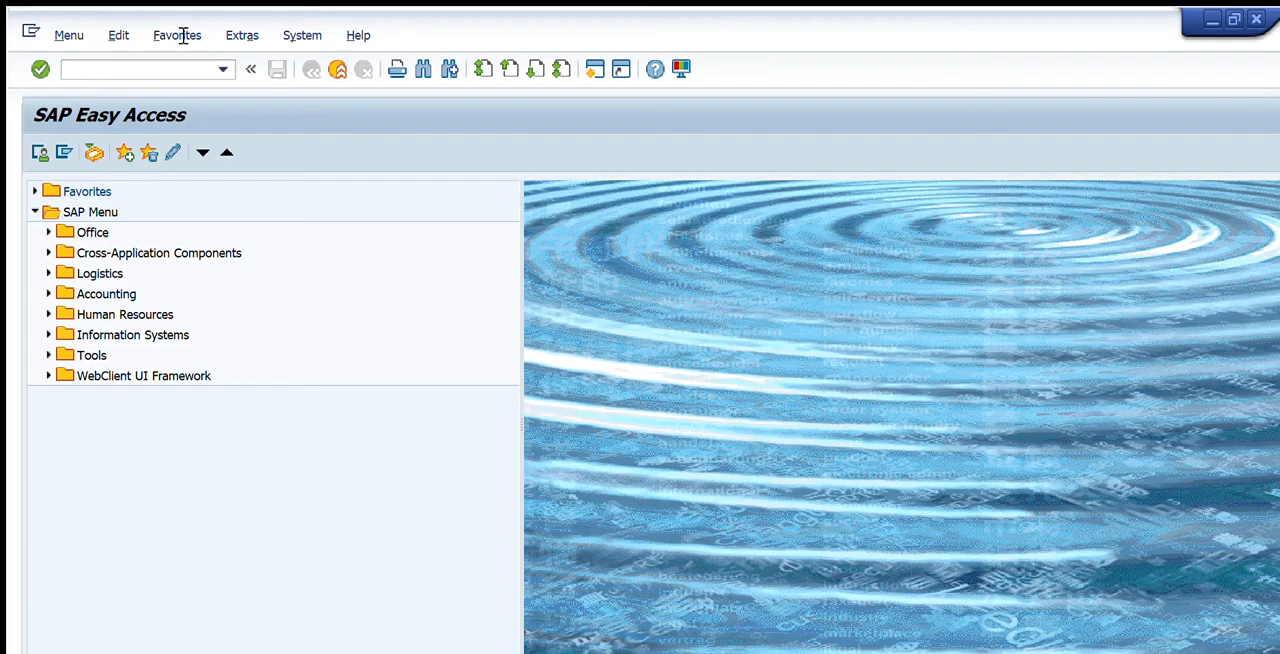 Menu Edit Favorites Extras System Help
SAP Easy Access
Favorites
SAP Menu
Office
Cross-Application Components
Logistics
Accounting
Human Resources
Information Systems
Tools
WebClient UI Framework